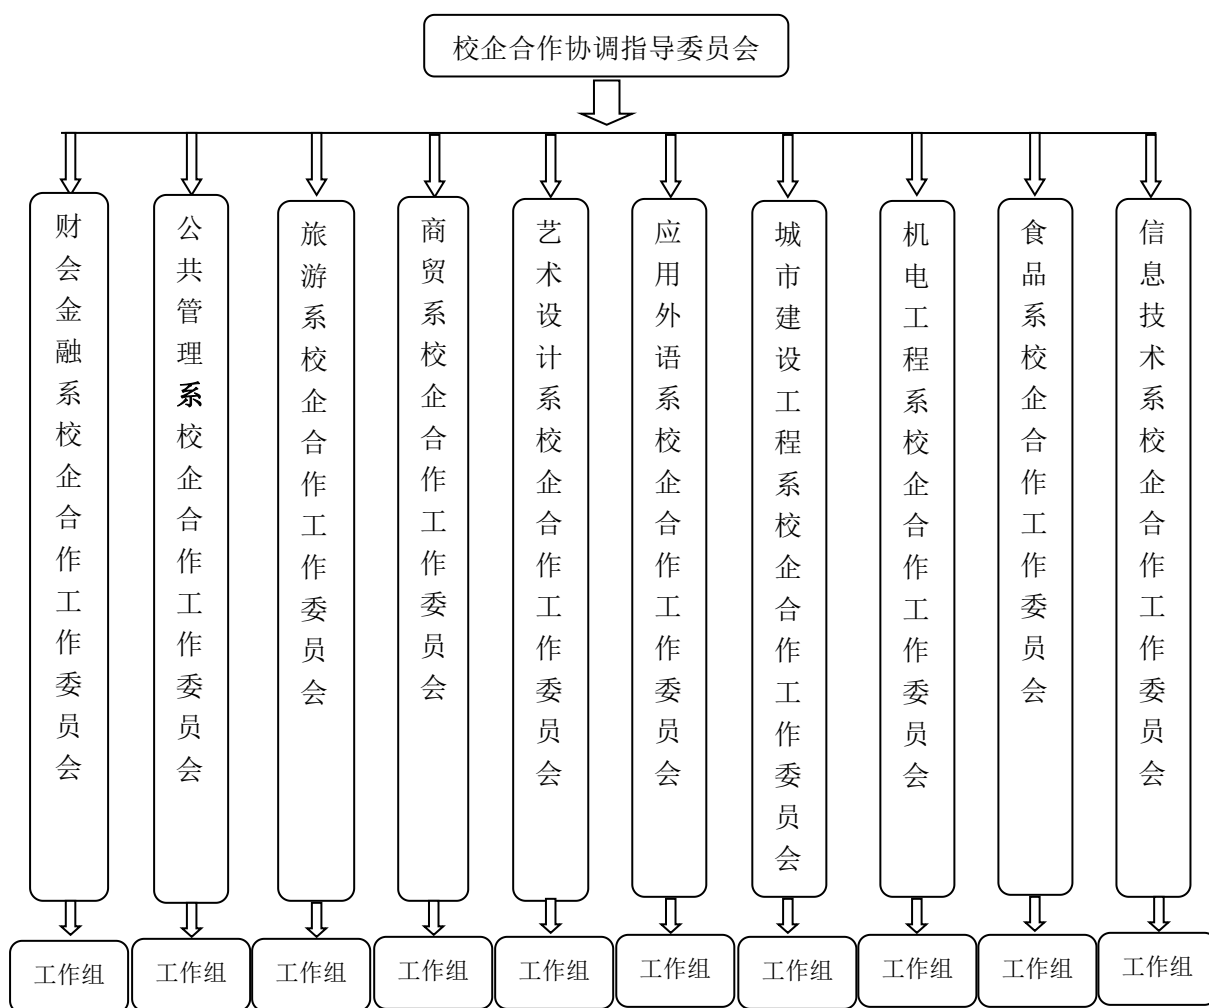 校企合作协调指导委员会
财会金融系校企合作工作委员会
公共管理系校企合作工作委员会
旅游系校企合作工作委员会
商贸系校企合作工作委员会
艺术设计系校企合作工作委员会
应用外语系校企合作工作委员会
城市建设工程系校企合作工作委员会
机电工程系校企合作工作委员会
食品系校企合作工作委员会
信息技术系校企合作工作委员会
工作组
工作组
工作组
工作组
工作组
工作组
工作组
工作组
工作组
工作组